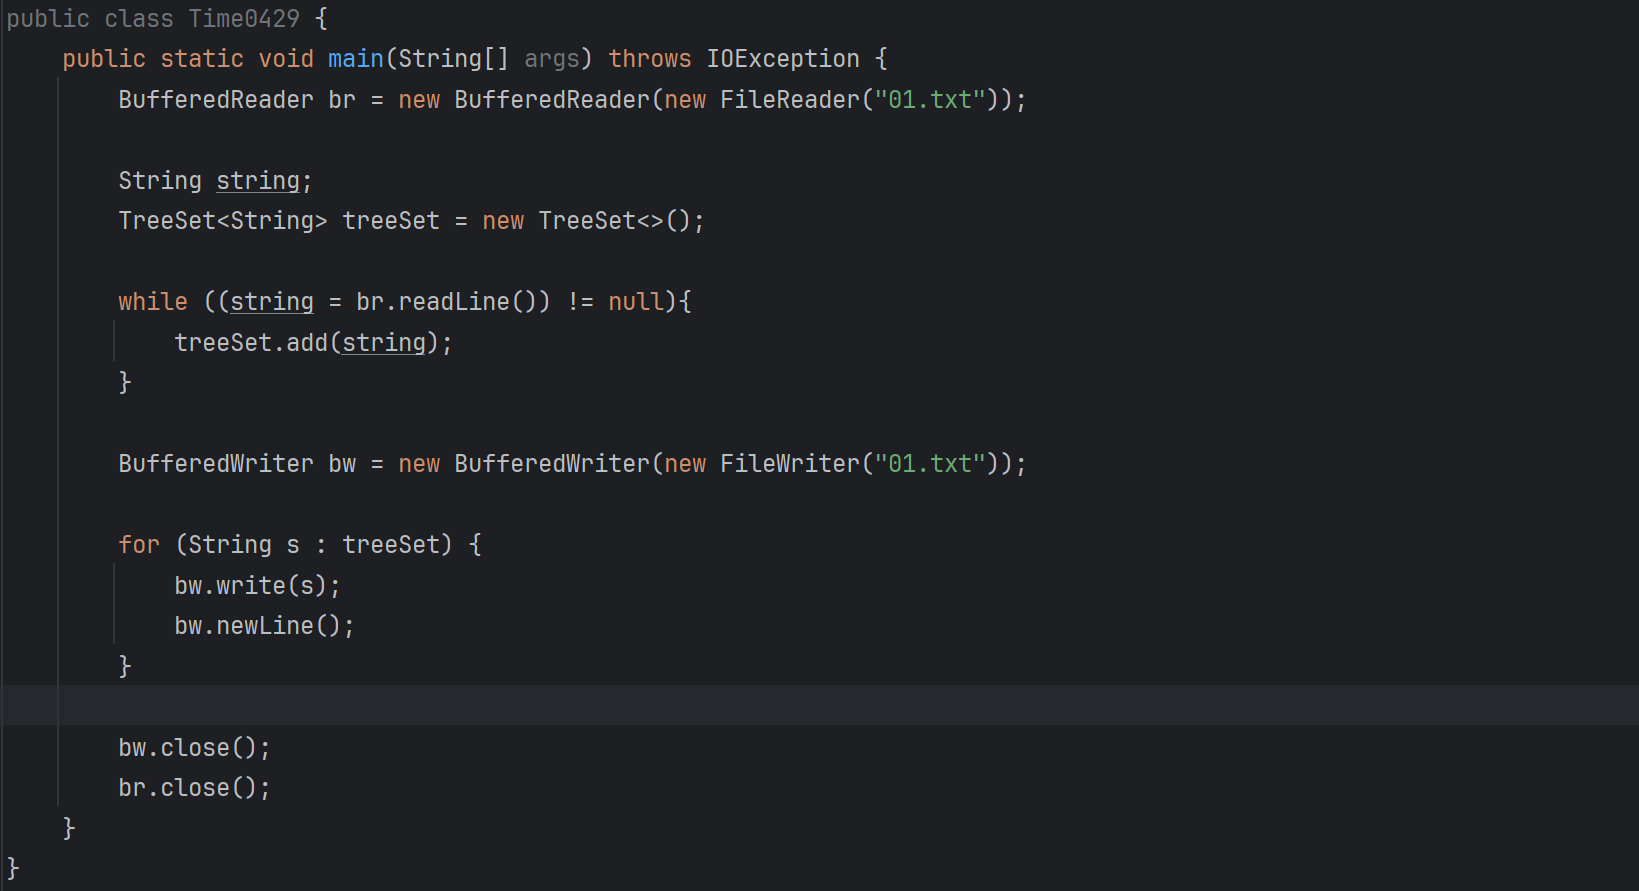 public class Time0429 {
    public static void main(String[] args) throws IOException {
        BufferedReader br = new BufferedReader(new FileReader("01.txt"));
        String string;
        TreeSet<String> treeSet = new TreeSet<>();
        while ((string = br.readLine()) != null){
            treeSet.add(string);
        }
        BufferedWriter bw = new BufferedWriter(new FileWriter("01.txt"));
        for (String s : treeSet) {
            bw.write(s);
            bw.newLine();
        }
        bw.close();
        br.close();
    }
}